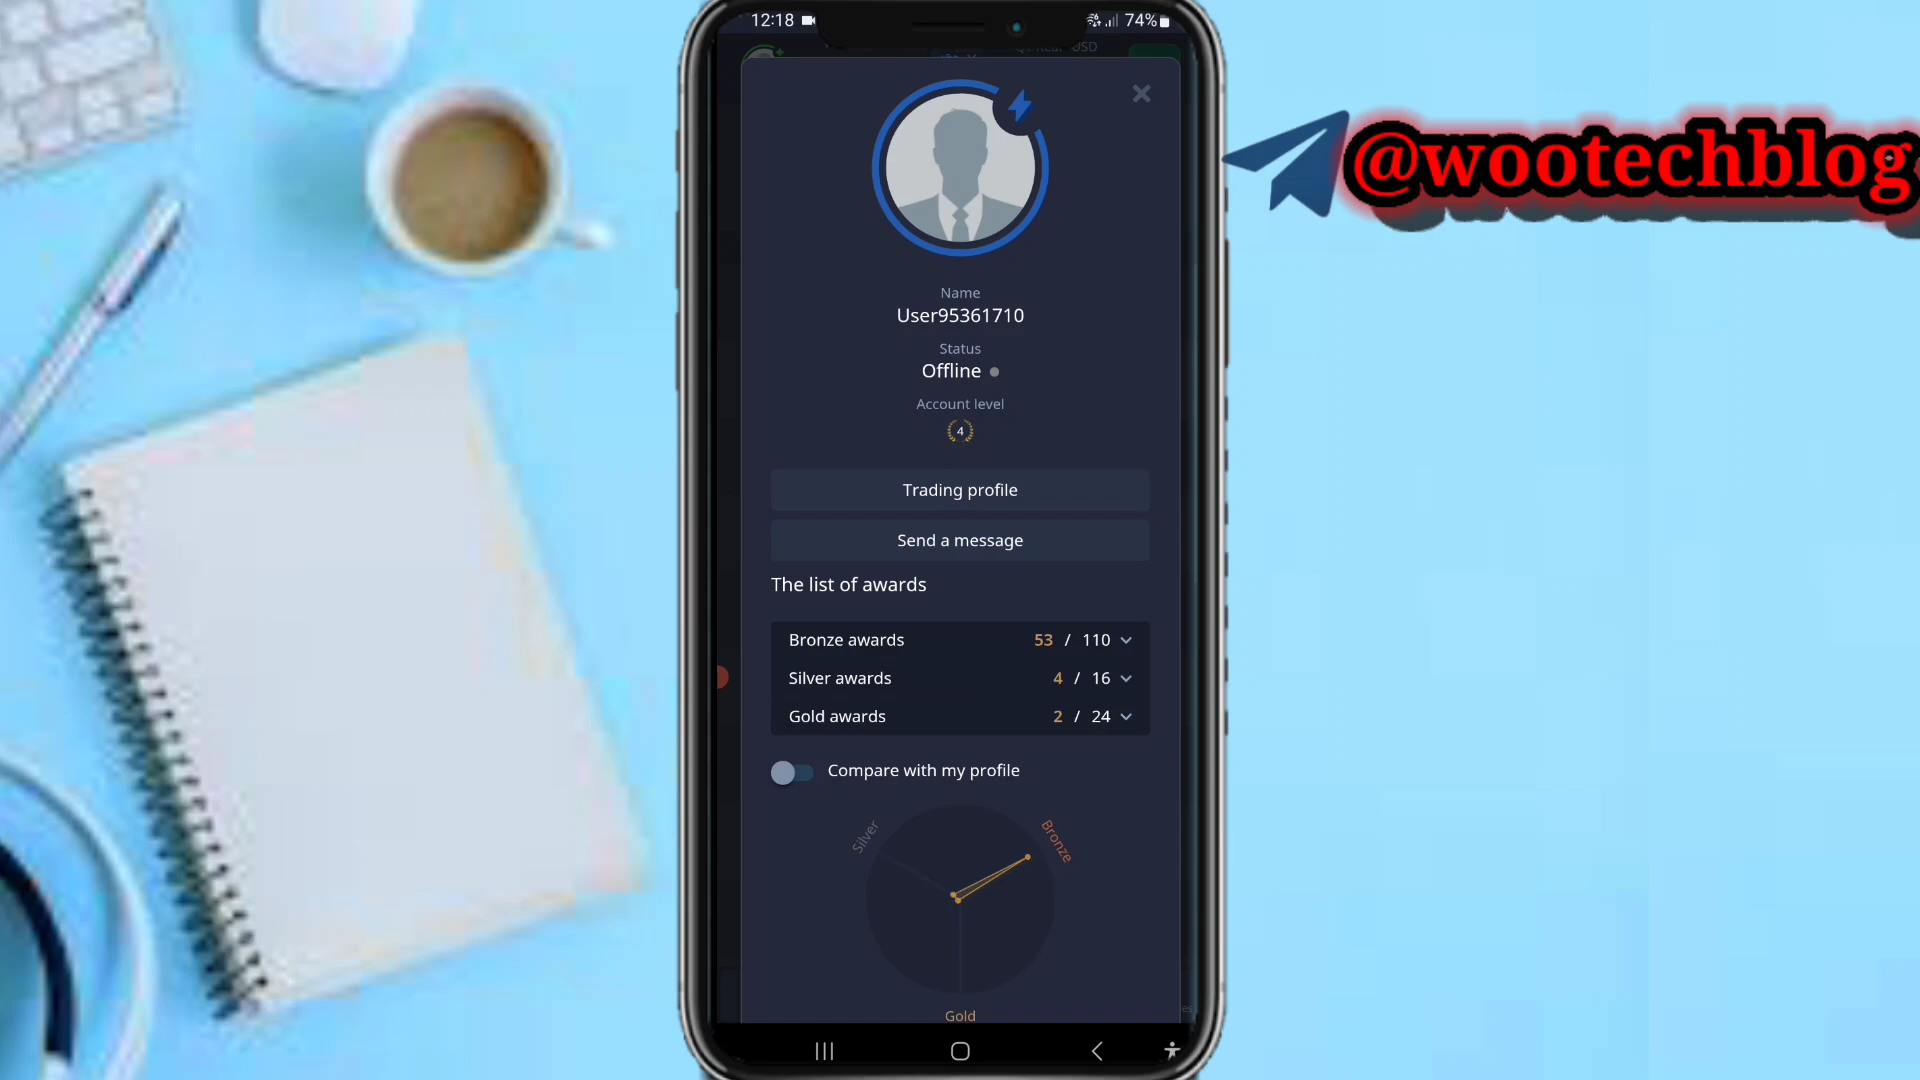 12:18
74%
@wootechblog
Name
User95361710
Status
Offline
Account level
4
Trading profile
Send a message
The list of awards
Bronze awards 53 / 110
Silver awards 4 / 16
Gold awards 2 / 24
Compare with my profile
Silver
Bronze
Gold